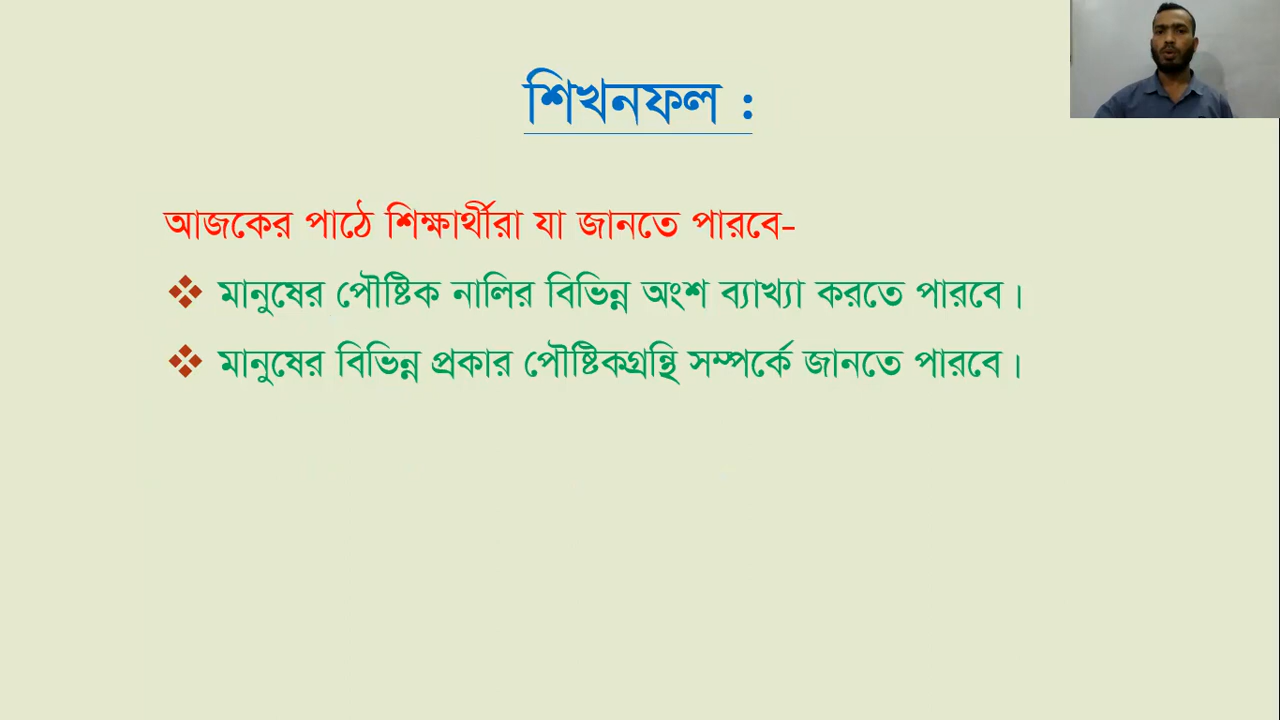 শিখনফল :
আজকের পাঠে শিক্ষার্থীরা যা জানতে পারবে-
❖ মানুষের পৌষ্টিক নালির বিভিন্ন অংশ ব্যাখ্যা করতে পারবে।
❖ মানুষের বিভিন্ন প্রকার পৌষ্টিকগ্রন্থি সম্পর্কে জানতে পারবে।